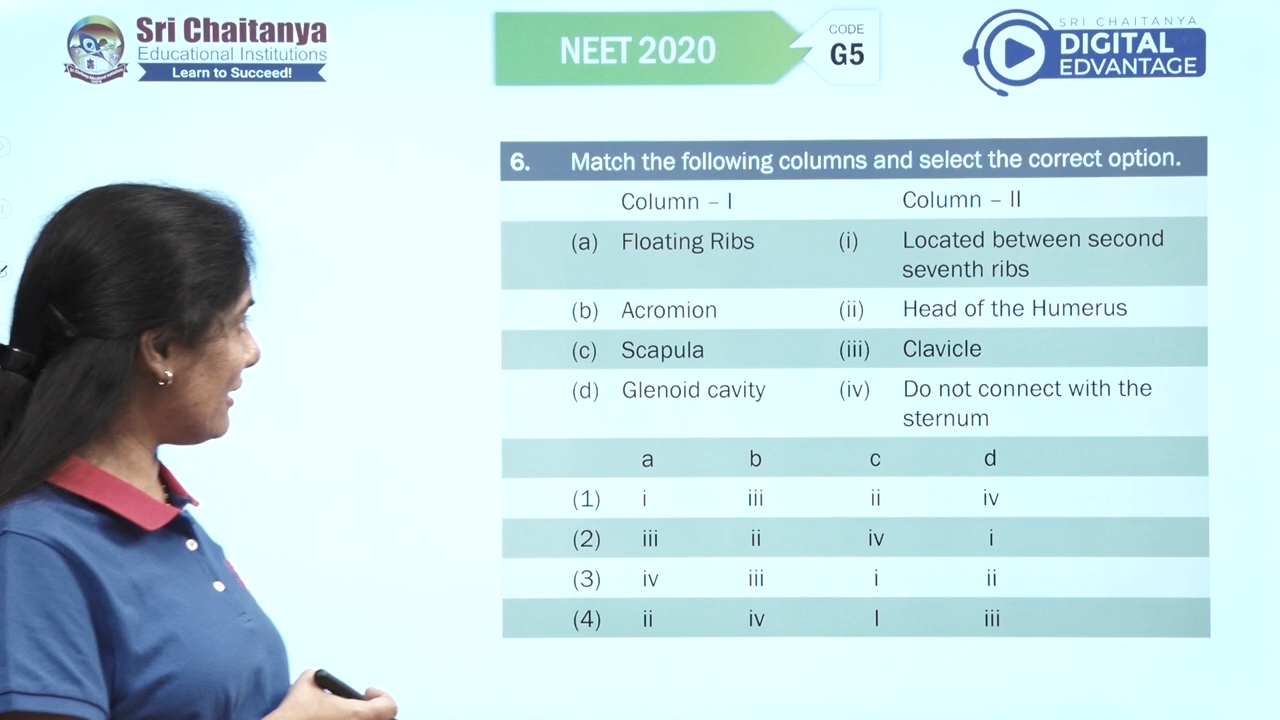 Sri Chaitanya
Educational Institutions
Learn to Succeed!
NEET 2020
CODE
G5
SRI CHAITANYA
DIGITAL
EDVANTAGE
6. Match the following columns and select the correct option.
Column – I Column – II
(a) Floating Ribs (i) Located between second
seventh ribs
(b) Acromion (ii) Head of the Humerus
(c) Scapula (iii) Clavicle
(d) Glenoid cavity (iv) Do not connect with the
sternum
a b c d
(1) i iii ii iv
(2) iii ii iv i
(3) iv iii i ii
(4) ii iv I iii